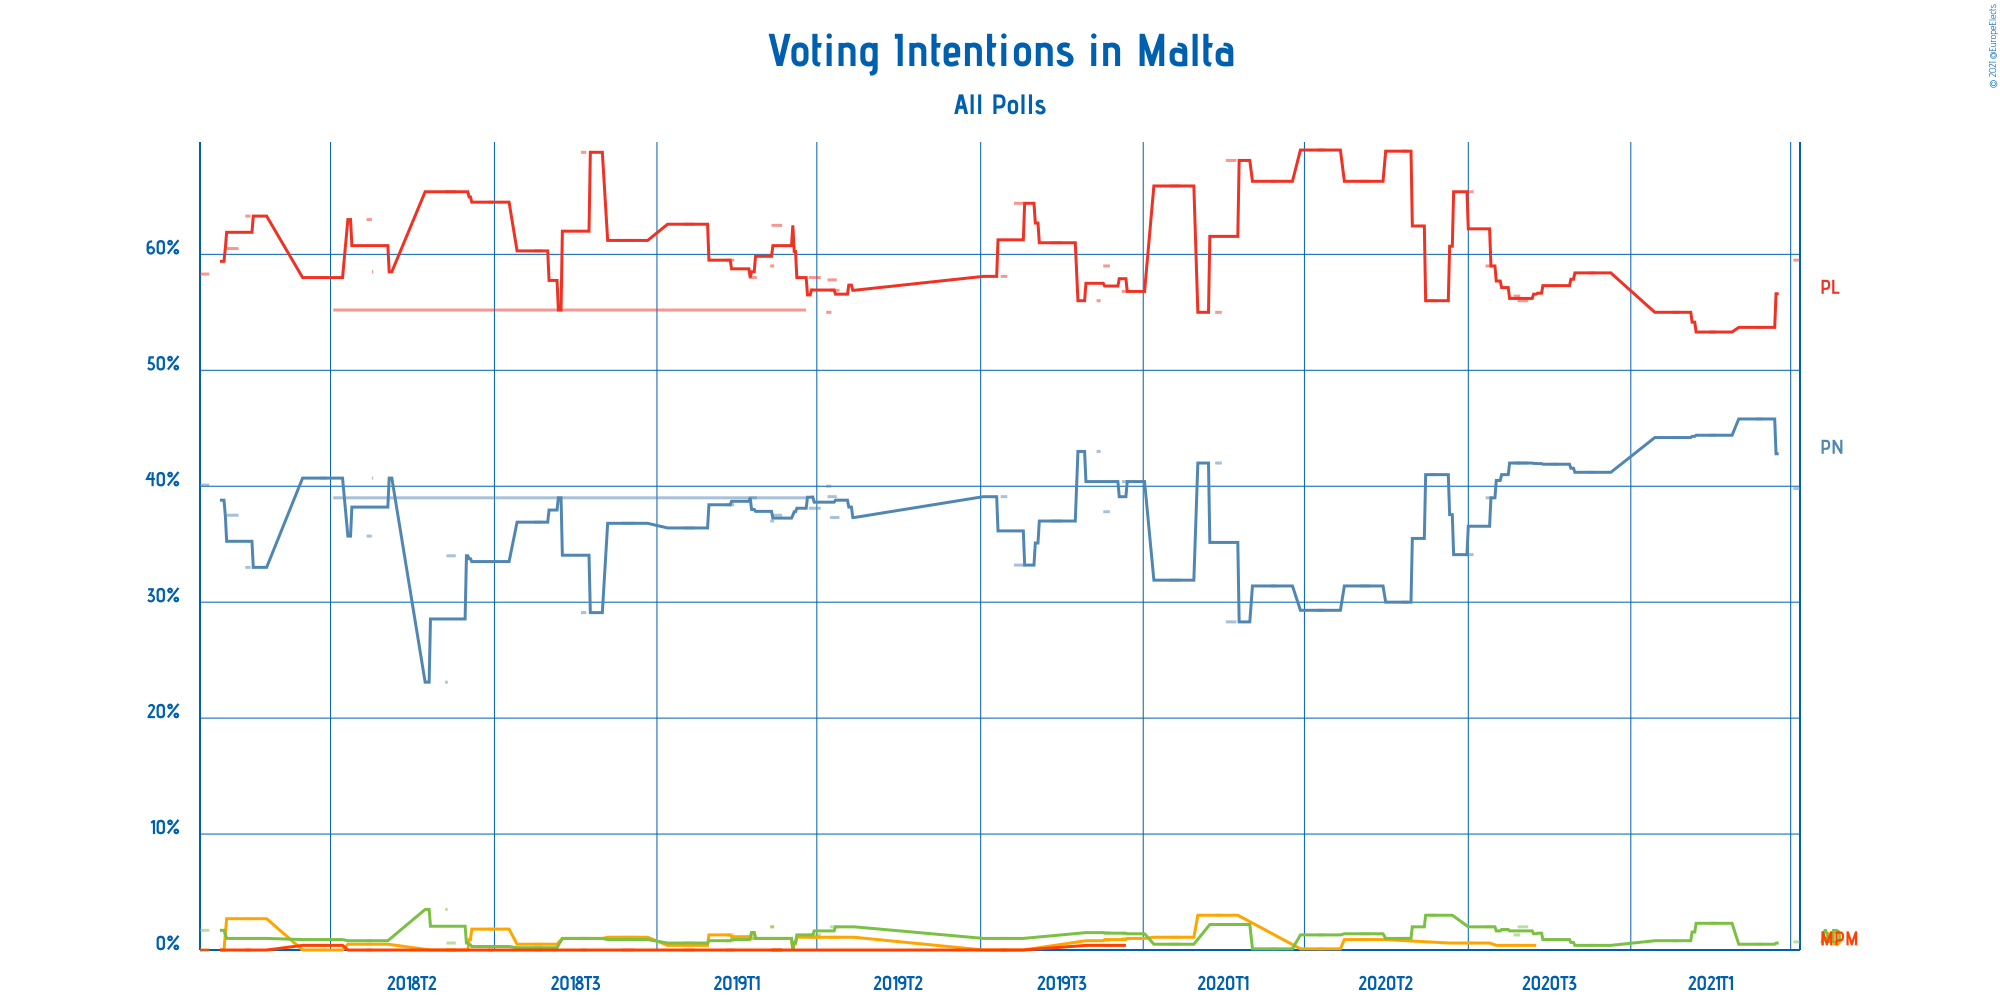 Voting Intentions in Malta
All Polls
© 2021 @EuropeElects
60%
50%
40%
30%
20%
10%
0%
PL
PN
MPM
2018T2
2018T3
2019T1
2019T2
2019T3
2020T1
2020T2
2020T3
2021T1